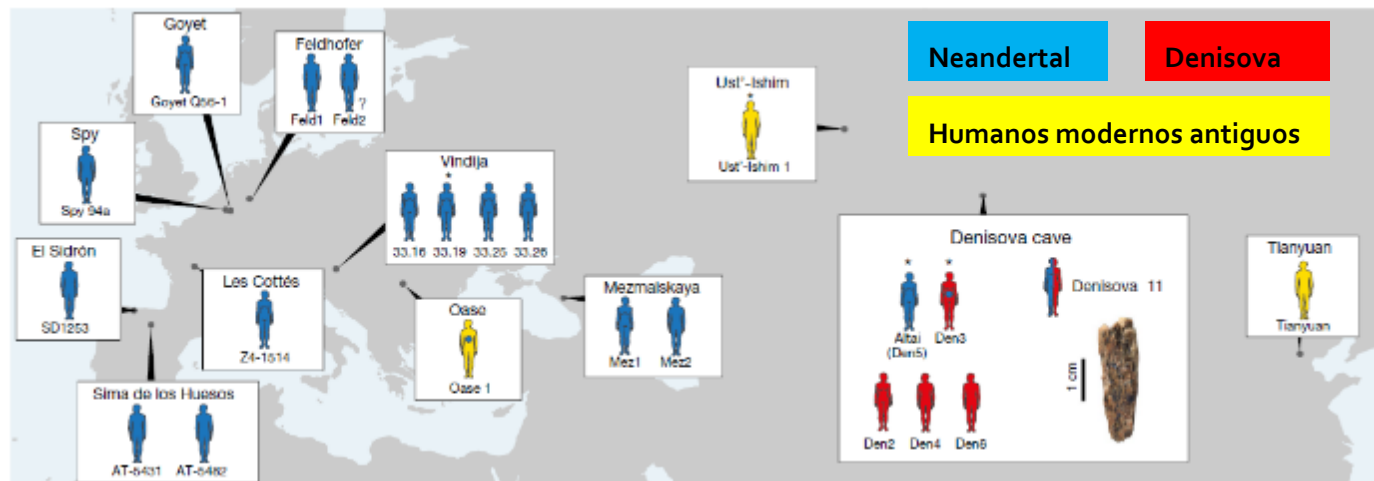 Goyet
Goyet Q56-1
Feldhofer
?
Feld1 Feld2
Spy
Spy 94a
El Sidrón
SD1253
Les Cottés
Z4-1514
Sima de los Huesos
AT-5431 AT-5482
Vindija
*
33.16 33.19 33.25 33.26
Oase
Oase 1
Mezmaiskaya
Mez1 Mez2
Ust'-Ishim
*
Ust'-Ishim 1
Neandertal
Denisova
Humanos modernos antiguos
Denisova cave
* *
Altai Den3
(Den5)
Denisova 11
1 cm
Den2 Den4 Den8
Tianyuan
Tianyuan